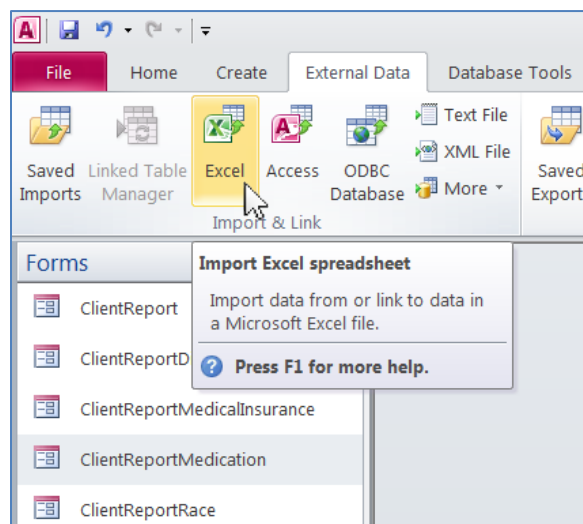 A
File Home Create External Data Database Tools
Saved Imports
Linked Table Manager
Excel
Access
ODBC Database
Text File
XML File
More
Saved Export
Import & Link
Forms
Import Excel spreadsheet
Import data from or link to data in
a Microsoft Excel file.
? Press F1 for more help.
ClientReport
ClientReportD
ClientReportMedicalInsurance
ClientReportMedication
ClientReportRace